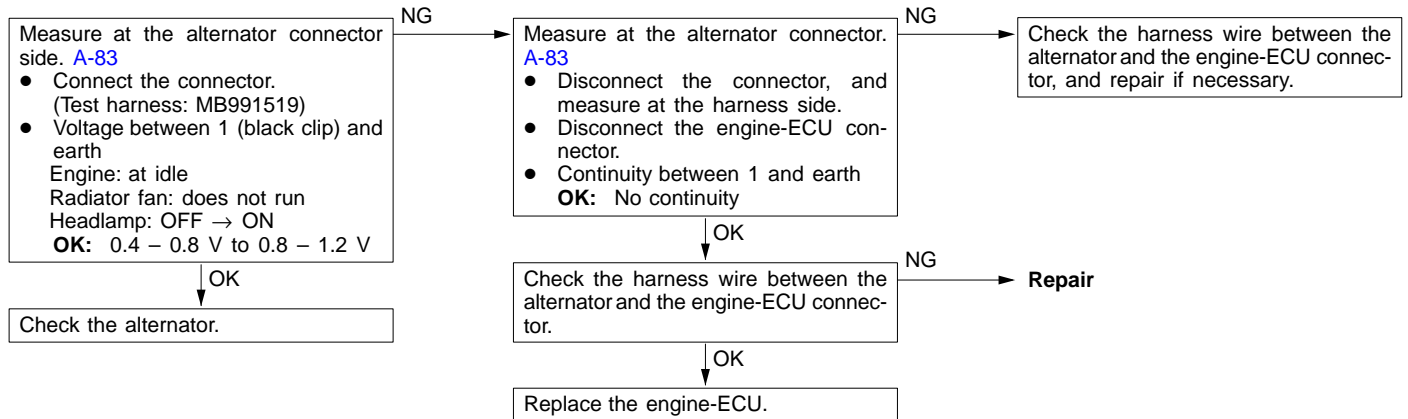 Measure at the alternator connector
side. A-83
● Connect the connector.
(Test harness: MB991519)
● Voltage between 1 (black clip) and
earth
Engine: at idle
Radiator fan: does not run
Headlamp: OFF → ON
OK: 0.4 – 0.8 V to 0.8 – 1.2 V
NG
OK
Check the alternator.
Measure at the alternator connector.
A-83
● Disconnect the connector, and
measure at the harness side.
● Disconnect the engine-ECU con-
nector.
● Continuity between 1 and earth
OK: No continuity
NG
Check the harness wire between the
alternator and the engine-ECU connec-
tor, and repair if necessary.
OK
Check the harness wire between the
alternator and the engine-ECU connec-
tor.
NG
Repair
OK
Replace the engine-ECU.